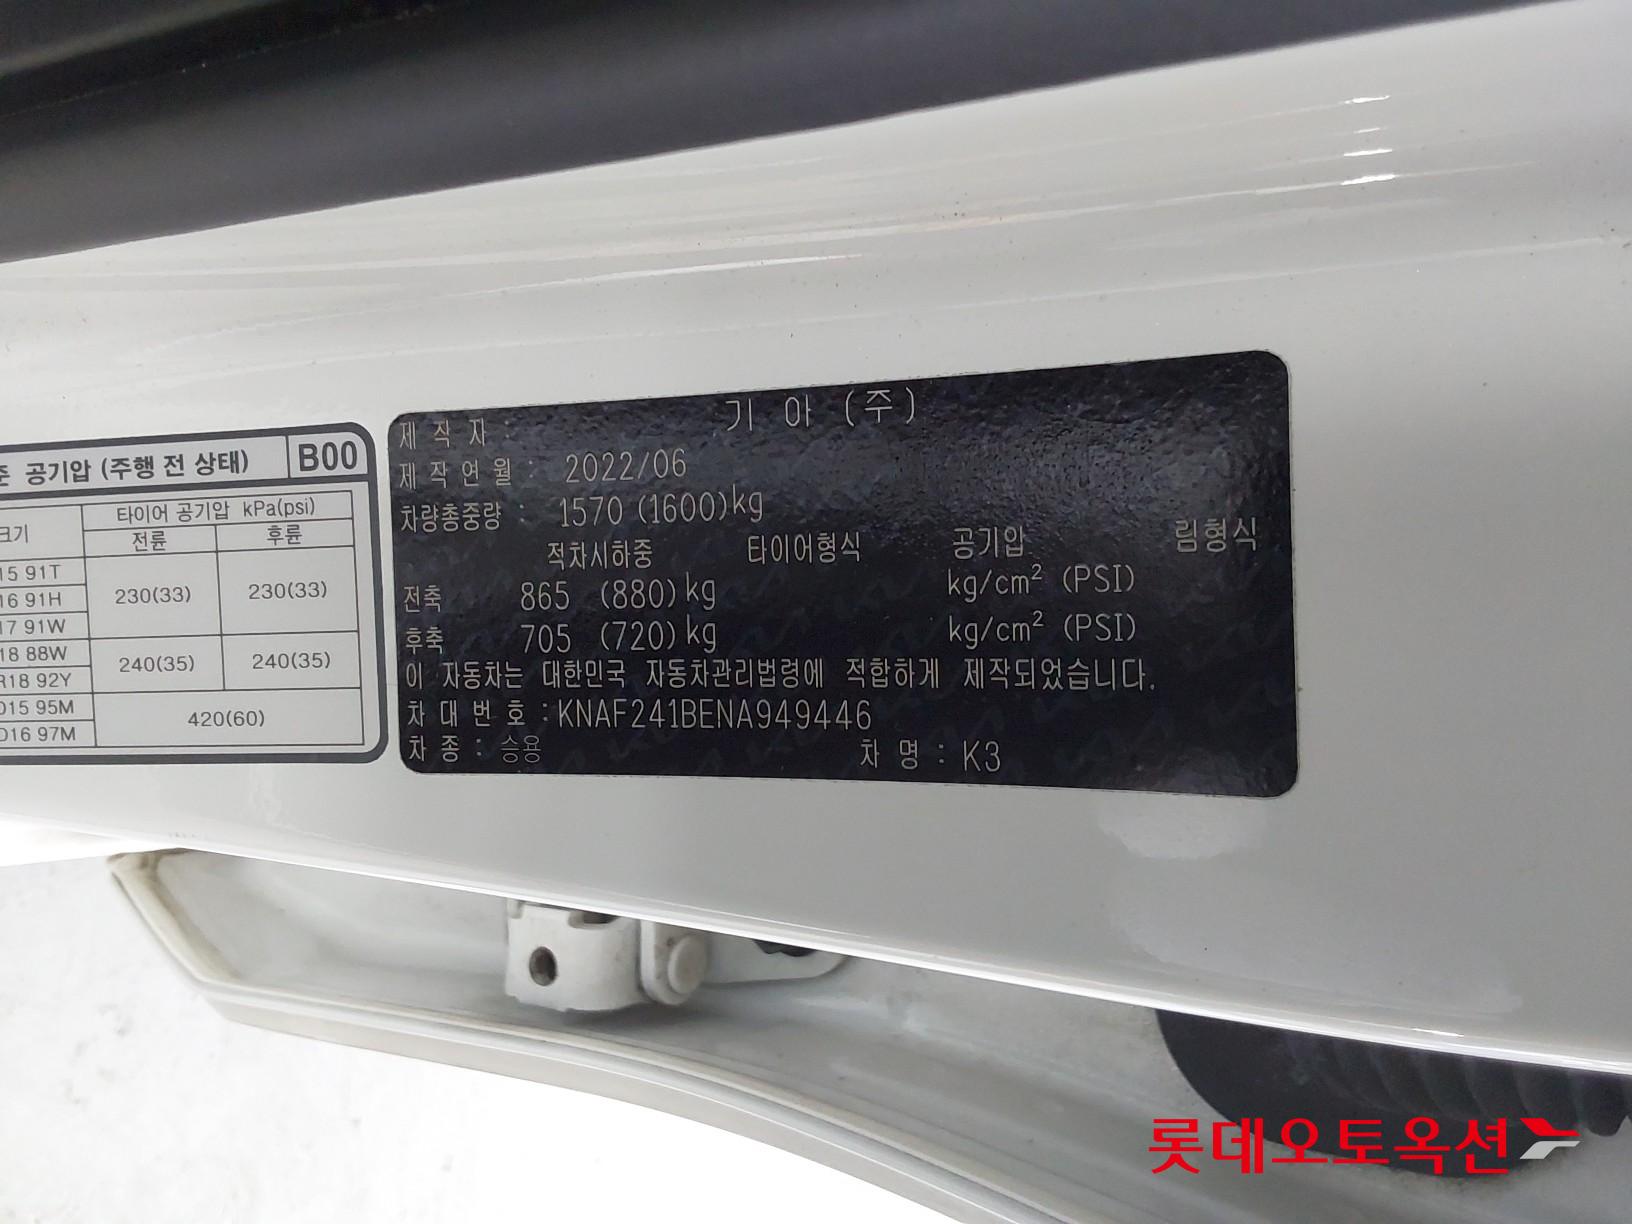 준 공기압 (주행 전 상태) B00
크기 타이어 공기압 kPa(psi)
전륜 후륜
15 91T
16 91H 230(33) 230(33)
17 91W
18 88W 240(35) 240(35)
R18 92Y
D15 95M 420(60)
D16 97M
제작자 : 기아(주)
제작연월 : 2022/06
차량총중량 : 1570 (1600)kg
적차시하중 타이어형식 공기압 림형식
전축 865 (880)kg kg/cm² (PSI)
후축 705 (720)kg kg/cm² (PSI)
이 자동차는 대한민국 자동차관리법령에 적합하게 제작되었습니다.
차대번호 : KNAF241BENA949446
차종 : 승용 차명 : K3
롯데오토옥션